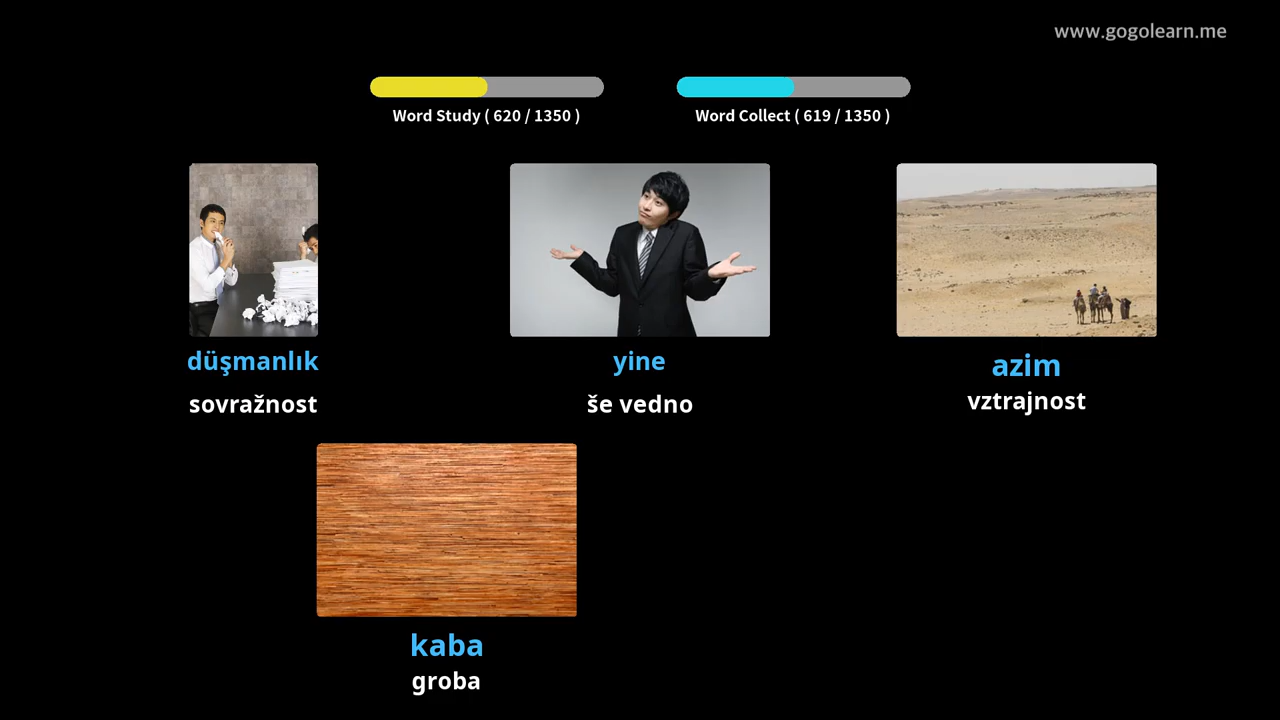 www.gogolearn.me
Word Study ( 620 / 1350 )
Word Collect ( 619 / 1350 )
düşmanlık
sovražnost
yine
še vedno
azim
vztrajnost
kaba
groba